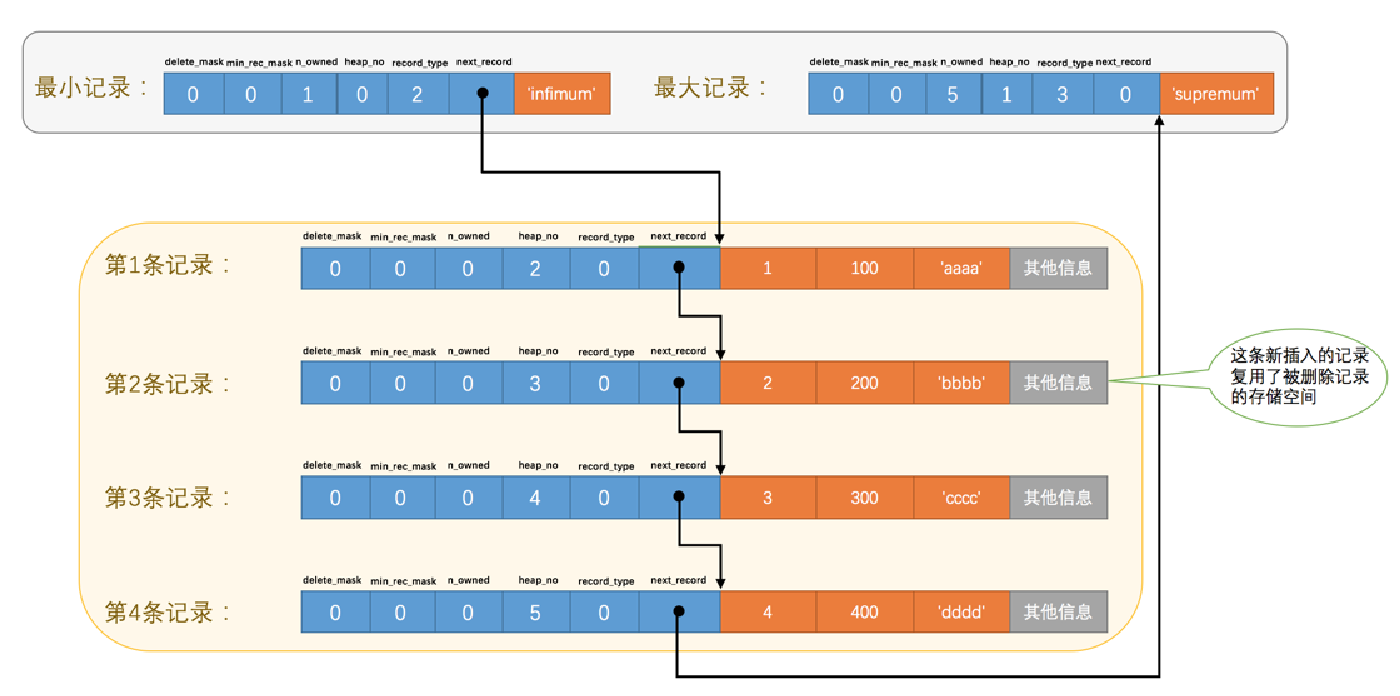 delete_mask min_rec_mask n_owned heap_no record_type next_record
最小记录： 0 0 1 0 2 'infimum'
delete_mask min_rec_mask n_owned heap_no record_type next_record
最大记录： 0 0 5 1 3 0 'supremum'
delete_mask min_rec_mask n_owned heap_no record_type next_record
第1条记录： 0 0 0 2 0 1 100 'aaaa' 其他信息
delete_mask min_rec_mask n_owned heap_no record_type next_record
第2条记录： 0 0 0 3 0 2 200 'bbbb' 其他信息
这条新插入的记录
复用了被删除记录
的存储空间
delete_mask min_rec_mask n_owned heap_no record_type next_record
第3条记录： 0 0 0 4 0 3 300 'cccc' 其他信息
delete_mask min_rec_mask n_owned heap_no record_type next_record
第4条记录： 0 0 0 5 0 4 400 'dddd' 其他信息